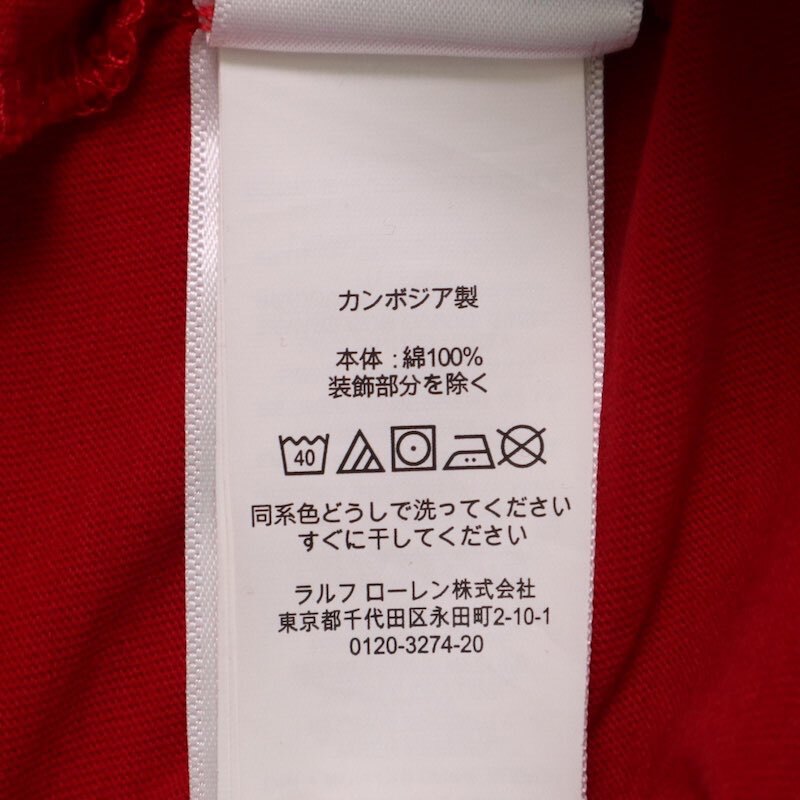 カンボジア製
本体 : 綿100%
装飾部分を除く
40
同系色どうしで洗ってください
すぐに干してください
ラルフ ローレン株式会社
東京都千代田区永田町2-10-1
0120-3274-20